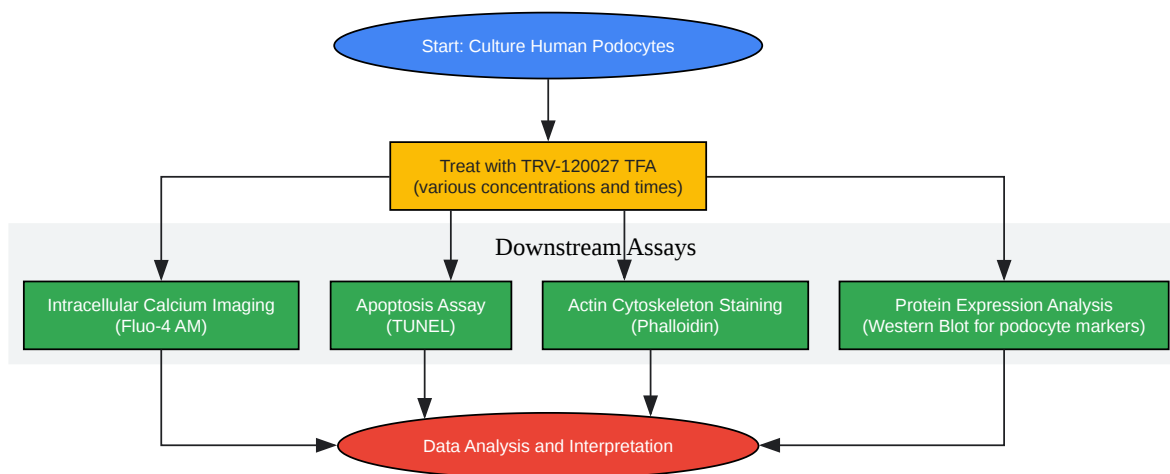 Start: Culture Human Podocytes
Treat with TRV-120027 TFA
(various concentrations and times)
Downstream Assays
Intracellular Calcium Imaging
(Fluo-4 AM)
Apoptosis Assay
(TUNEL)
Actin Cytoskeleton Staining
(Phalloidin)
Protein Expression Analysis
(Western Blot for podocyte markers)
Data Analysis and Interpretation